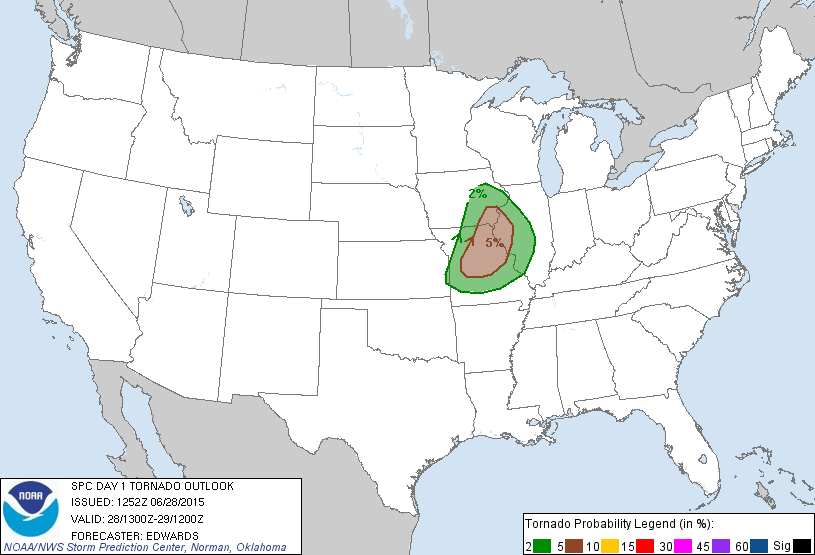 2%
5%
NOAA
SPC DAY 1 TORNADO OUTLOOK
ISSUED: 1252Z 06/28/2015
VALID: 28/1300Z-29/1200Z
FORECASTER: EDWARDS
NOAA/NWS Storm Prediction Center, Norman, Oklahoma
Tornado Probability Legend (in %):
2 5 10 15 30 45 60 Sig